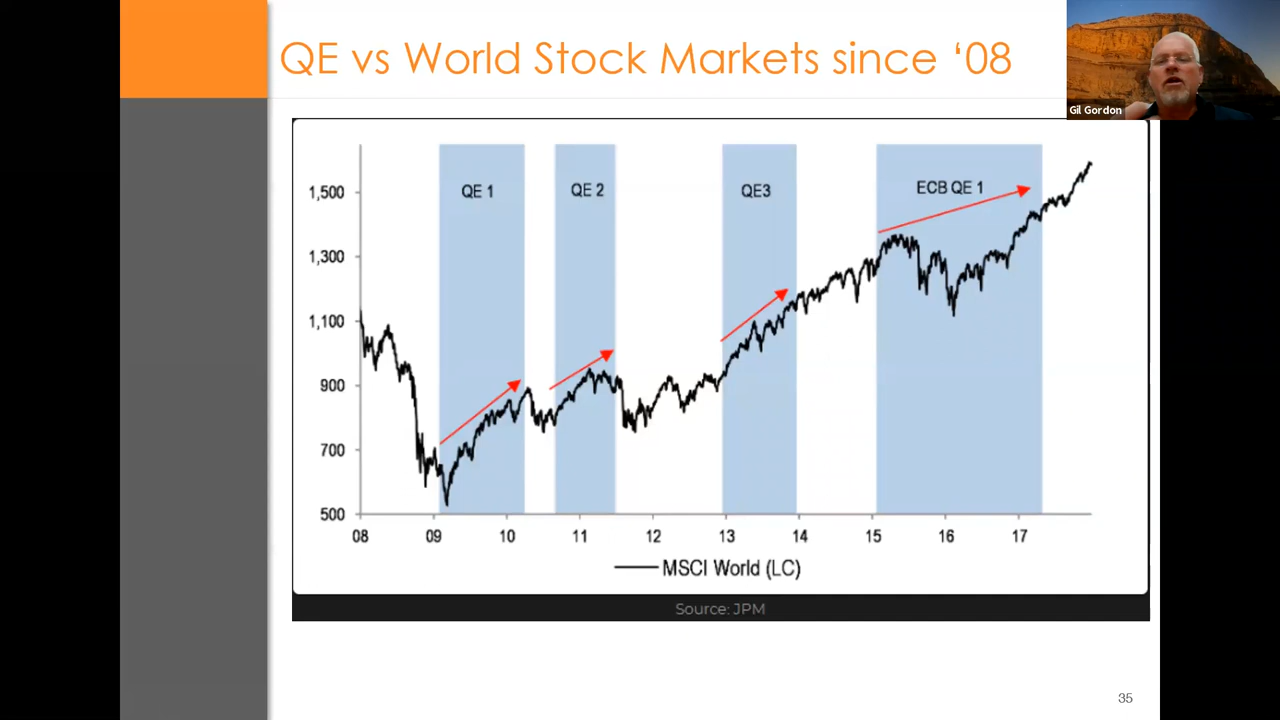 QE vs World Stock Markets since ‘08
Gil Gordon
QE 1
QE 2
QE3
ECB QE 1
1,500
1,300
1,100
900
700
500
08 09 10 11 12 13 14 15 16 17
MSCI World (LC)
Source: JPM
35